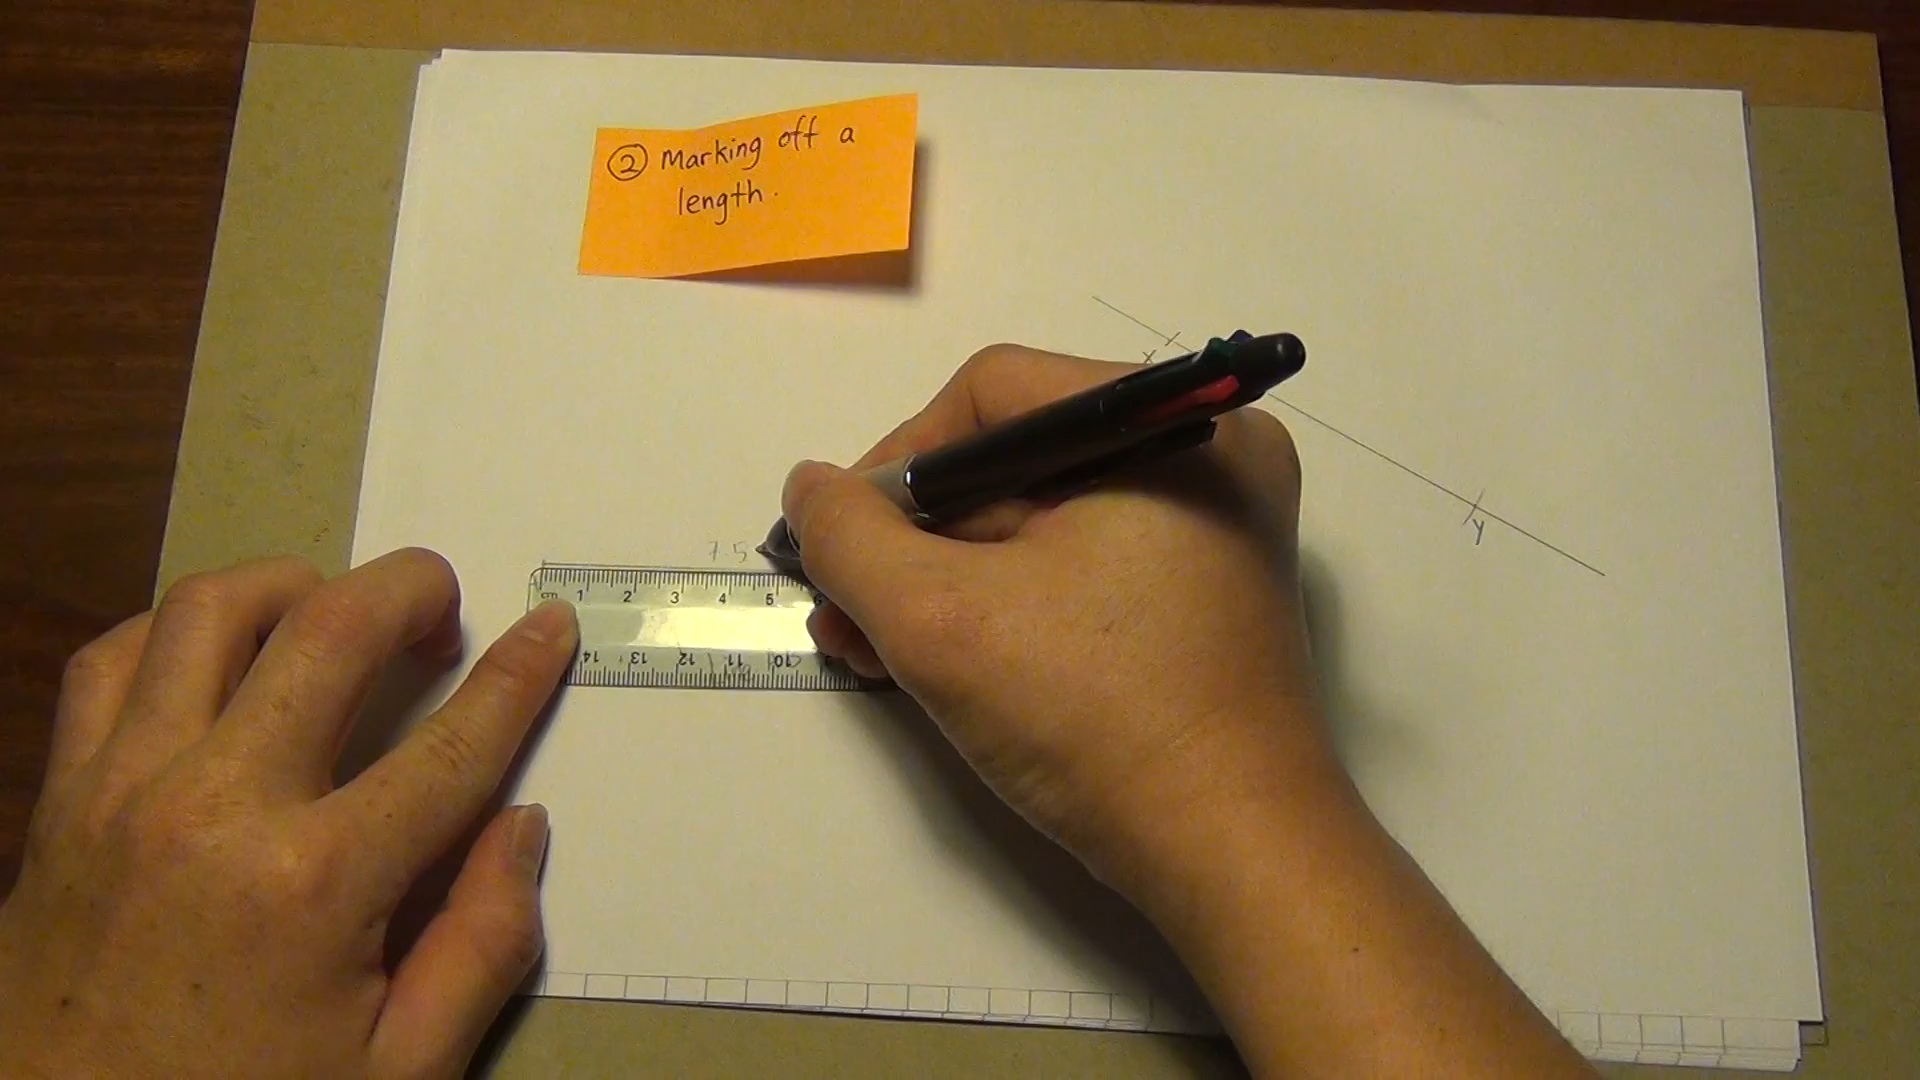 ② Marking off a
length.
X
Y
7.5
cm 1 2 3 4 5 6
14 13 12 11 10